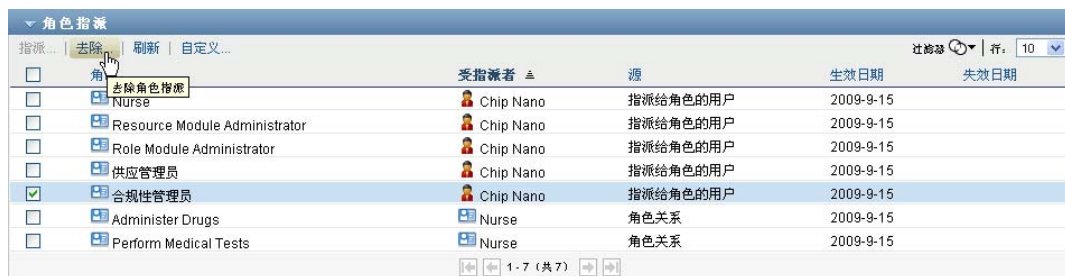 角色指派
指派... | 去除... | 刷新 | 自定义... 过滤器 行: 10
角 受指派者 源 生效日期 失效日期
去除角色指派
Nurse Chip Nano 指派给角色的用户 2009-9-15
Resource Module Administrator Chip Nano 指派给角色的用户 2009-9-15
Role Module Administrator Chip Nano 指派给角色的用户 2009-9-15
供应管理员 Chip Nano 指派给角色的用户 2009-9-15
合规性管理员 Chip Nano 指派给角色的用户 2009-9-15
Administer Drugs Nurse 角色关系 2009-9-15
Perform Medical Tests Nurse 角色关系 2009-9-15
1 - 7 (共 7)